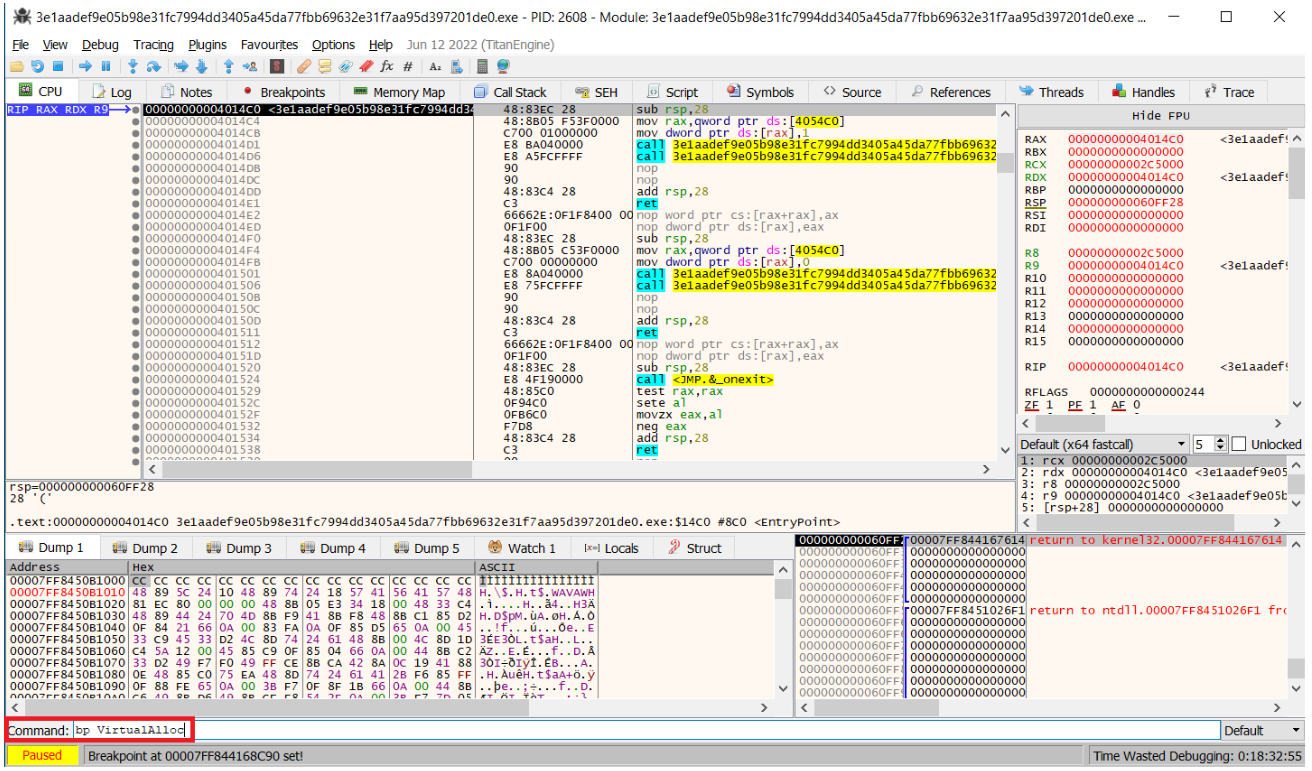 3e1aadef9e05b98e31fc7994dd3405a45da77fbb69632e31f7aa95d397201de0.exe - PID: 2608 - Module: 3e1aadef9e05b98e31fc7994dd3405a45da77fbb69632e31f7aa95d397201de0.exe ...
File View Debug Tracing Plugins Favourites Options Help Jun 12 2022 (TitanEngine)
CPU Log Notes Breakpoints Memory Map Call Stack SEH Script Symbols Source References Threads Handles Trace
RIP RAX RDX R9
00000000004014C0 <3e1aadef9e05b98e31fc7994dd34 48:83EC 28 sub rsp,28
00000000004014C4 48:8B05 F53F0000 mov rax,qword ptr ds:[4054C0]
00000000004014CB C700 01000000 mov dword ptr ds:[rax],1
00000000004014D1 E8 BA040000 call 3e1aadef9e05b98e31fc7994dd3405a45da77fbb69632
00000000004014D6 E8 A5FCFFFF call 3e1aadef9e05b98e31fc7994dd3405a45da77fbb69632
00000000004014DB 90 nop
00000000004014DC 90 nop
00000000004014DD 48:83C4 28 add rsp,28
00000000004014E1 C3 ret
00000000004014E2 66662E:0F1F8400 00 nop word ptr cs:[rax+rax],ax
00000000004014ED 0F1F00 nop dword ptr ds:[rax],eax
00000000004014F0 48:83EC 28 sub rsp,28
00000000004014F4 48:8B05 C53F0000 mov rax,qword ptr ds:[4054C0]
00000000004014FB C700 00000000 mov dword ptr ds:[rax],0
0000000000401501 E8 8A040000 call 3e1aadef9e05b98e31fc7994dd3405a45da77fbb69632
0000000000401506 E8 75FCFFFF call 3e1aadef9e05b98e31fc7994dd3405a45da77fbb69632
000000000040150B 90 nop
000000000040150C 90 nop
000000000040150D 48:83C4 28 add rsp,28
0000000000401511 C3 ret
0000000000401512 66662E:0F1F8400 00 nop word ptr cs:[rax+rax],ax
000000000040151D 0F1F00 nop dword ptr ds:[rax],eax
0000000000401520 48:83EC 28 sub rsp,28
0000000000401524 E8 4F190000 call <JMP.&_onexit>
0000000000401529 48:85C0 test rax,rax
000000000040152C 0F94C0 sete al
000000000040152F 0FB6C0 movzx eax,al
0000000000401532 F7D8 neg eax
0000000000401534 48:83C4 28 add rsp,28
0000000000401538 C3 ret
Hide FPU
RAX 00000000004014C0 <3e1aadef
RBX 0000000000000000
RCX 00000000002C5000
RDX 00000000004014C0 <3e1aadef
RBP 0000000000000000
RSP 000000000060FF28
RSI 0000000000000000
RDI 0000000000000000
R8 00000000002C5000
R9 00000000004014C0 <3e1aadef
R10 0000000000000000
R11 0000000000000000
R12 0000000000000000
R13 0000000000000000
R14 0000000000000000
R15 0000000000000000
RIP 00000000004014C0 <3e1aadef
RFLAGS 0000000000000244
ZF 1 PF 1 AF 0
Default (x64 fastcall) 5 Unlocked
1: rcx 00000000002C5000
2: rdx 00000000004014C0 <3e1aadef9e05
3: r8 00000000002C5000
4: r9 00000000004014C0 <3e1aadef9e05b
5: [rsp+28] 0000000000000000
rsp=000000000060FF28
28 '('
.text:00000000004014C0 3e1aadef9e05b98e31fc7994dd3405a45da77fbb69632e31f7aa95d397201de0.exe:$14C0 #8C0 <EntryPoint>
Dump 1 Dump 2 Dump 3 Dump 4 Dump 5 Watch 1 Locals Struct
Address Hex ASCII
00007FF8450B1000 CC CC CC CC CC CC CC CC CC CC CC CC CC CC CC CC ÌÌÌÌÌÌÌÌÌÌÌÌÌÌÌÌ
00007FF8450B1010 48 89 5C 24 10 48 89 74 24 18 57 41 56 41 57 48 H.\$.H.t$.WAVAWH
00007FF8450B1020 81 EC 80 00 00 00 48 8B 05 E3 34 18 00 48 33 C4 .ì....H..ã4..H3Ä
00007FF8450B1030 48 89 44 24 70 4D 8B F9 41 8B F8 48 8B C1 85 D2 H.D$pM.ùA.øH.Á.Ò
00007FF8450B1040 0F 84 21 66 0A 00 83 FA 0A 0F 85 D5 65 0A 00 45 ..!f...ú...Õe..E
00007FF8450B1050 33 C9 45 33 D2 4C 8D 74 24 61 48 8B 00 4C 8D 1D 3ÉE3ÒL.t$aH..L..
00007FF8450B1060 C4 5A 12 00 45 85 C9 0F 85 04 66 0A 00 44 8B C2 ÄZ..E.É...f..D.Â
00007FF8450B1070 33 D2 49 F7 F0 49 FF CE 8B CA 42 8A 0C 19 41 88 3ÒI÷ðIÿÎ.ÊB...A.
00007FF8450B1080 0E 48 85 C0 75 EA 48 8D 74 24 61 41 2B F6 85 FF .H.ÀuêH.t$aA+ö.ÿ
00007FF8450B1090 0F 88 FE 65 0A 00 3B F7 0F 8F 1B 66 0A 00 44 8B ..þe..;÷...f..D.
000000000060FF2 00007FF844167614 return to kernel32.00007FF844167614
000000000060FF 0000000000000000
000000000060FF 0000000000000000
000000000060FF 0000000000000000
000000000060FF 0000000000000000
000000000060FF 0000000000000000
000000000060FF 00007FF8451026F1 return to ntdll.00007FF8451026F1 fro
000000000060FF 0000000000000000
000000000060FF 0000000000000000
000000000060FF 0000000000000000
000000000060FF 0000000000000000
000000000060FF 0000000000000000
000000000060FF 0000000000000000
000000000060FF 0000000000000000
Command: bp VirtualAlloc Default
Paused Breakpoint at 00007FF844168C90 set! Time Wasted Debugging: 0:18:32:55